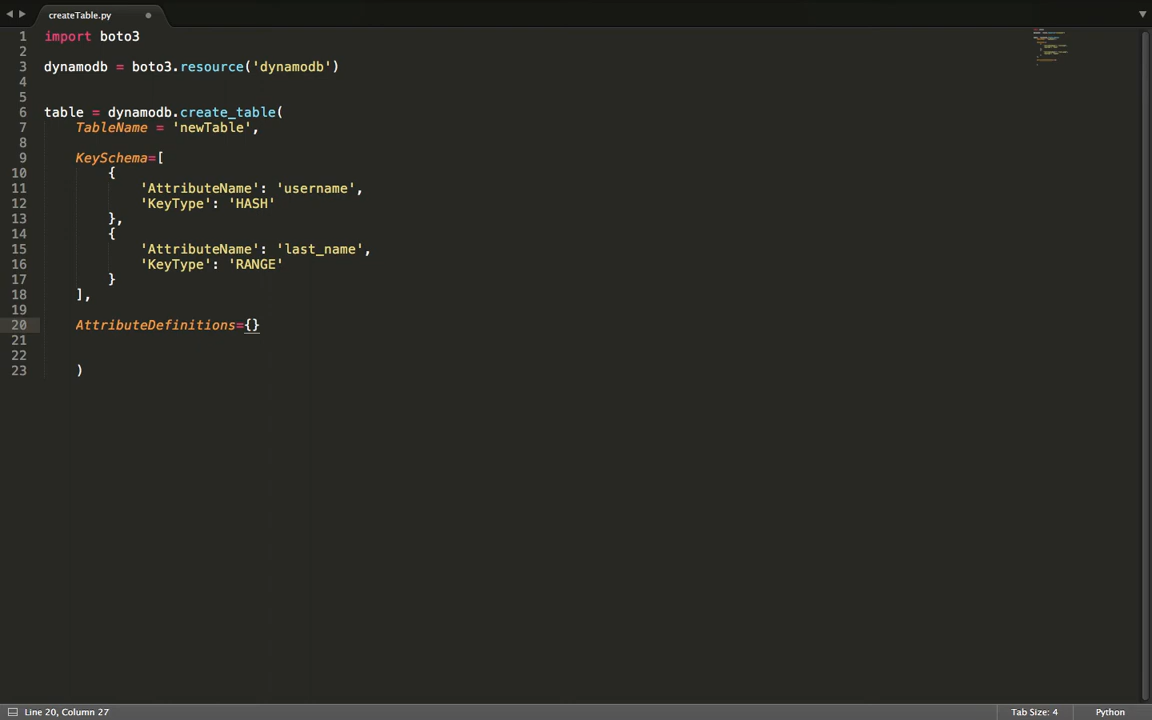 createTable.py
1 import boto3
2
3 dynamodb = boto3.resource('dynamodb')
4
5
6 table = dynamodb.create_table(
7 TableName = 'newTable',
8
9 KeySchema=[
10 {
11 'AttributeName': 'username',
12 'KeyType': 'HASH'
13 },
14 {
15 'AttributeName': 'last_name',
16 'KeyType': 'RANGE'
17 }
18 ],
19
20 AttributeDefinitions={}
21
22
23 )
Line 20, Column 27 Tab Size: 4 Python